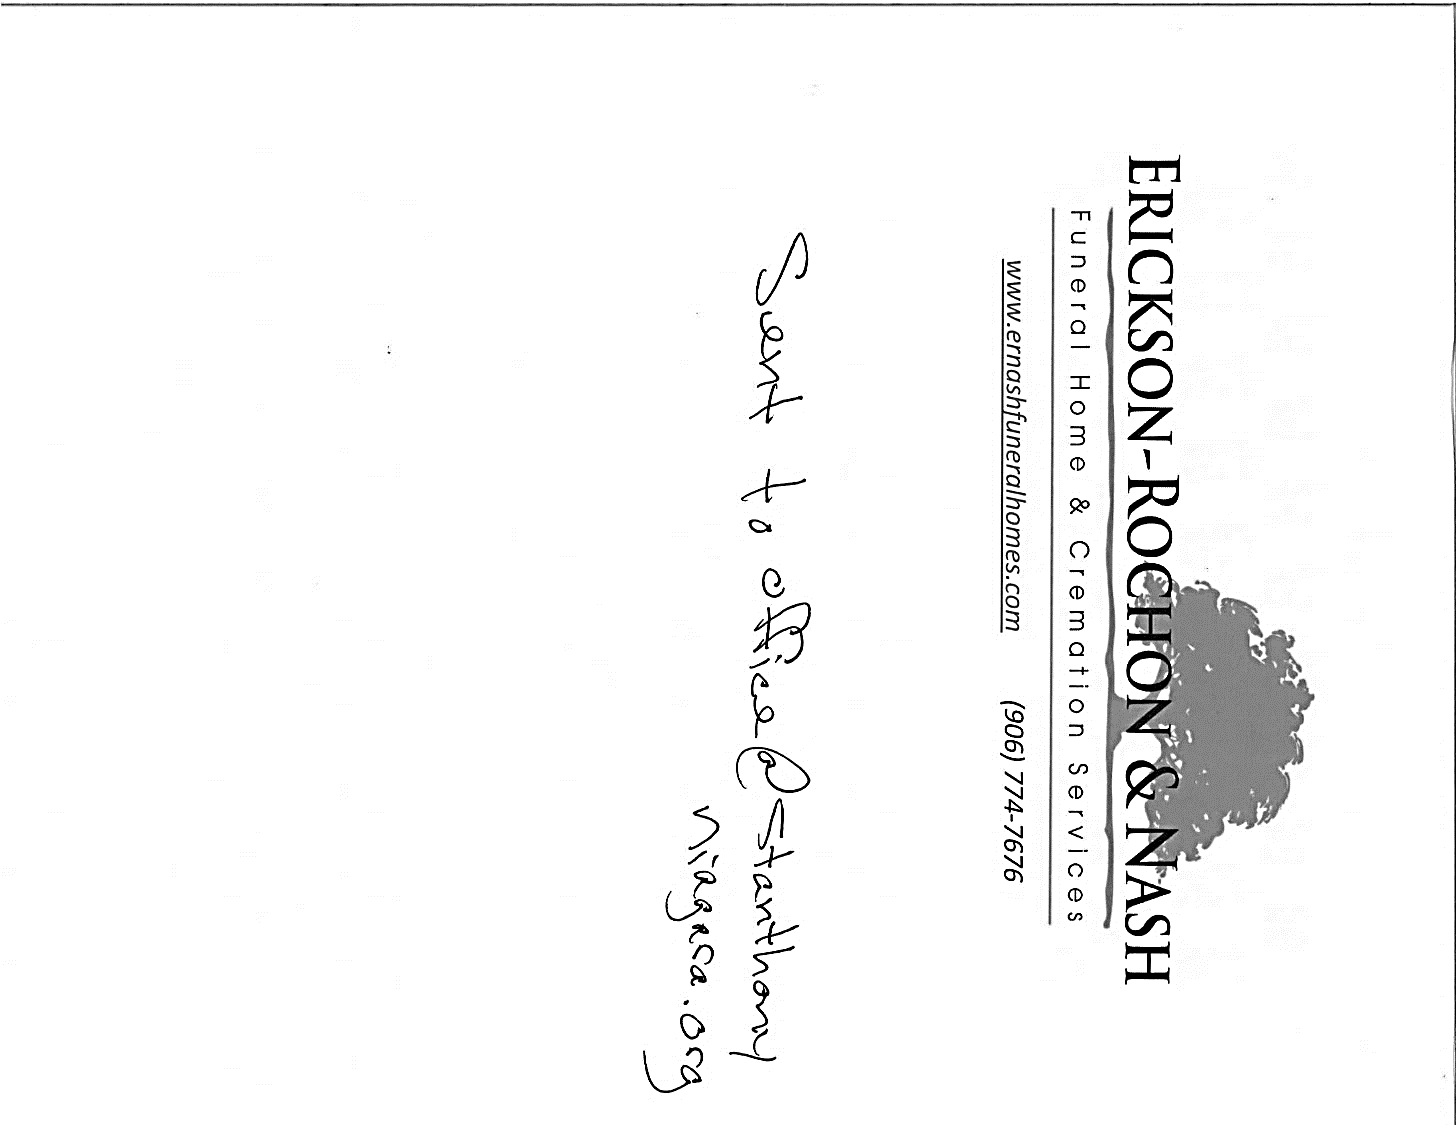 ERICKSON-ROCHON & NASH
Funeral Home & Cremation Services
www.ernashfuneralhomes.com (906) 774-7676
Sent to office@stanthony
niagara.org